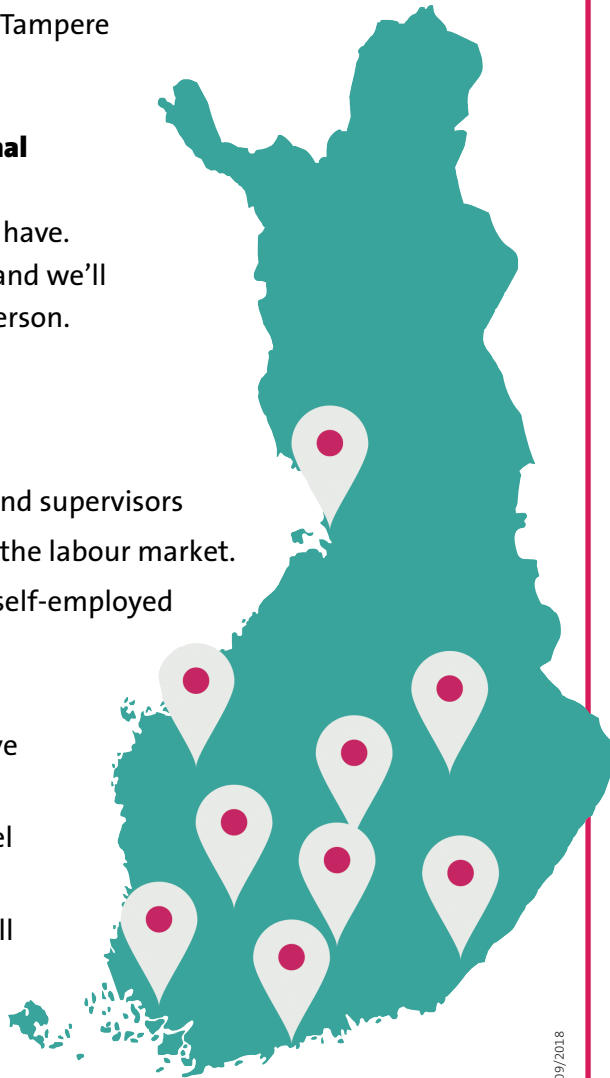 Tampere
nal
have.
and we'll
erson.
nd supervisors
the labour market.
self-employed
ve
el
ll
09/2018